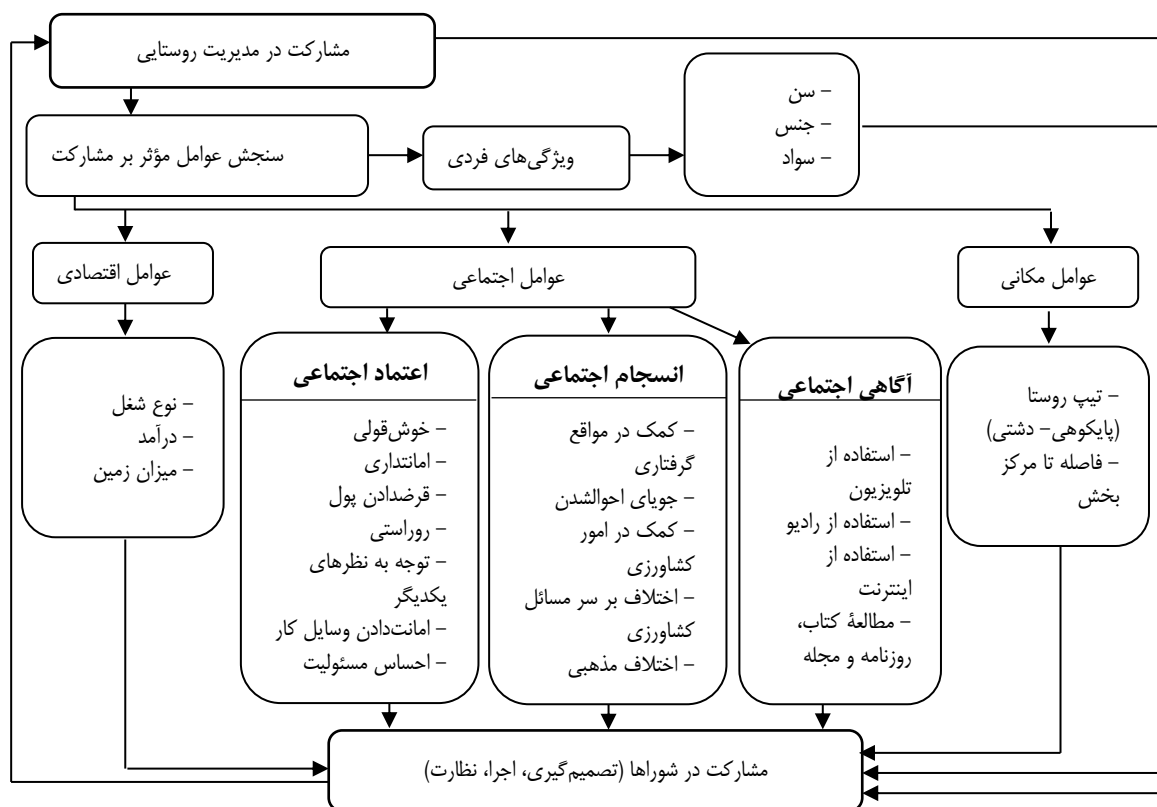 مشارکت در مدیریت روستایی
- سن
- جنس
- سواد
سنجش عوامل مؤثر بر مشارکت
ویژگی‌های فردی
عوامل مکانی
عوامل اجتماعی
عوامل اقتصادی
- تیپ روستا
(پایکوهی- دشتی)
- فاصله تا مرکز
بخش
آگاهی اجتماعی
- استفاده از
تلویزیون
- استفاده از رادیو
- استفاده از
اینترنت
- مطالعۀ کتاب،
روزنامه و مجله
انسجام اجتماعی
- کمک در مواقع
گرفتاری
- جویای احوالشدن
- کمک در امور
کشاورزی
- اختلاف بر سر مسائل
کشاورزی
- اختلاف مذهبی
اعتماد اجتماعی
- خوش‌قولی
- امانتداری
- قرضدادن پول
- روراستی
- توجه به نظرهای
یکدیگر
- امانت‌دادن وسایل کار
- احساس مسئولیت
- نوع شغل
- درآمد
- میزان زمین
مشارکت در شوراها (تصمیم‌گیری، اجرا، نظارت)